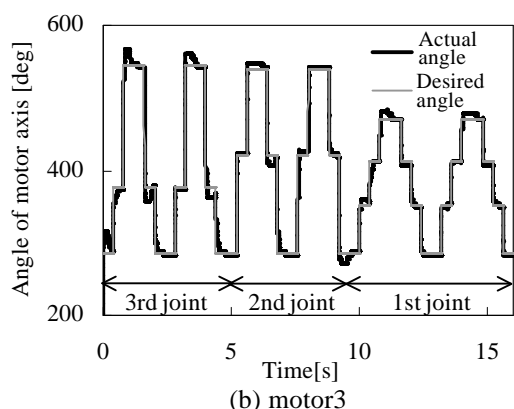 600
Actual
angle
Desired
angle
Angle of motor axis [deg]
400
3rd joint 2nd joint 1st joint
200
0 5 10 15
Time[s]
(b) motor3